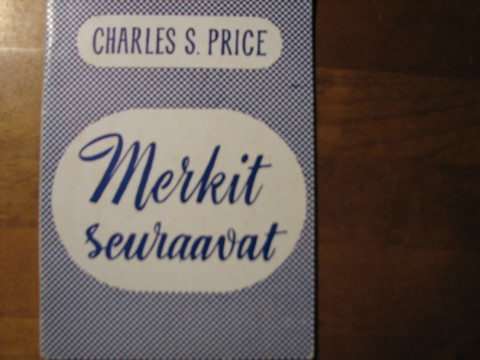 CHARLES S. PRICE
Merkit
seuraavat